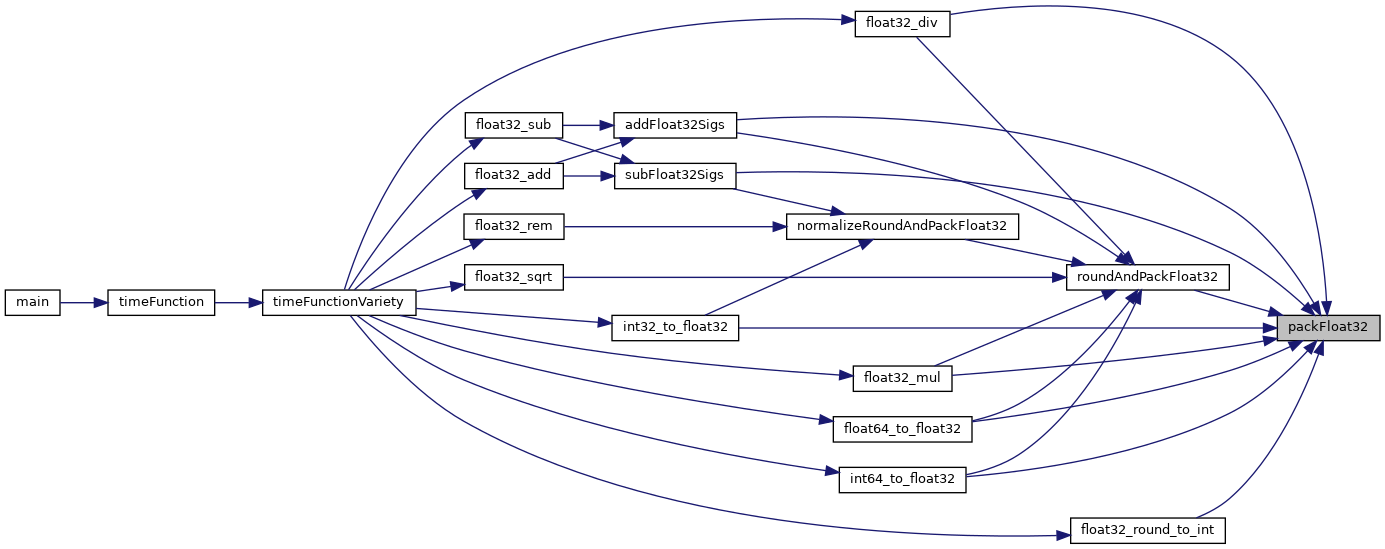 float32_div
float32_sub
addFloat32Sigs
float32_add
subFloat32Sigs
float32_rem
normalizeRoundAndPackFloat32
float32_sqrt
roundAndPackFloat32
main
timeFunction
timeFunctionVariety
int32_to_float32
packFloat32
float32_mul
float64_to_float32
int64_to_float32
float32_round_to_int